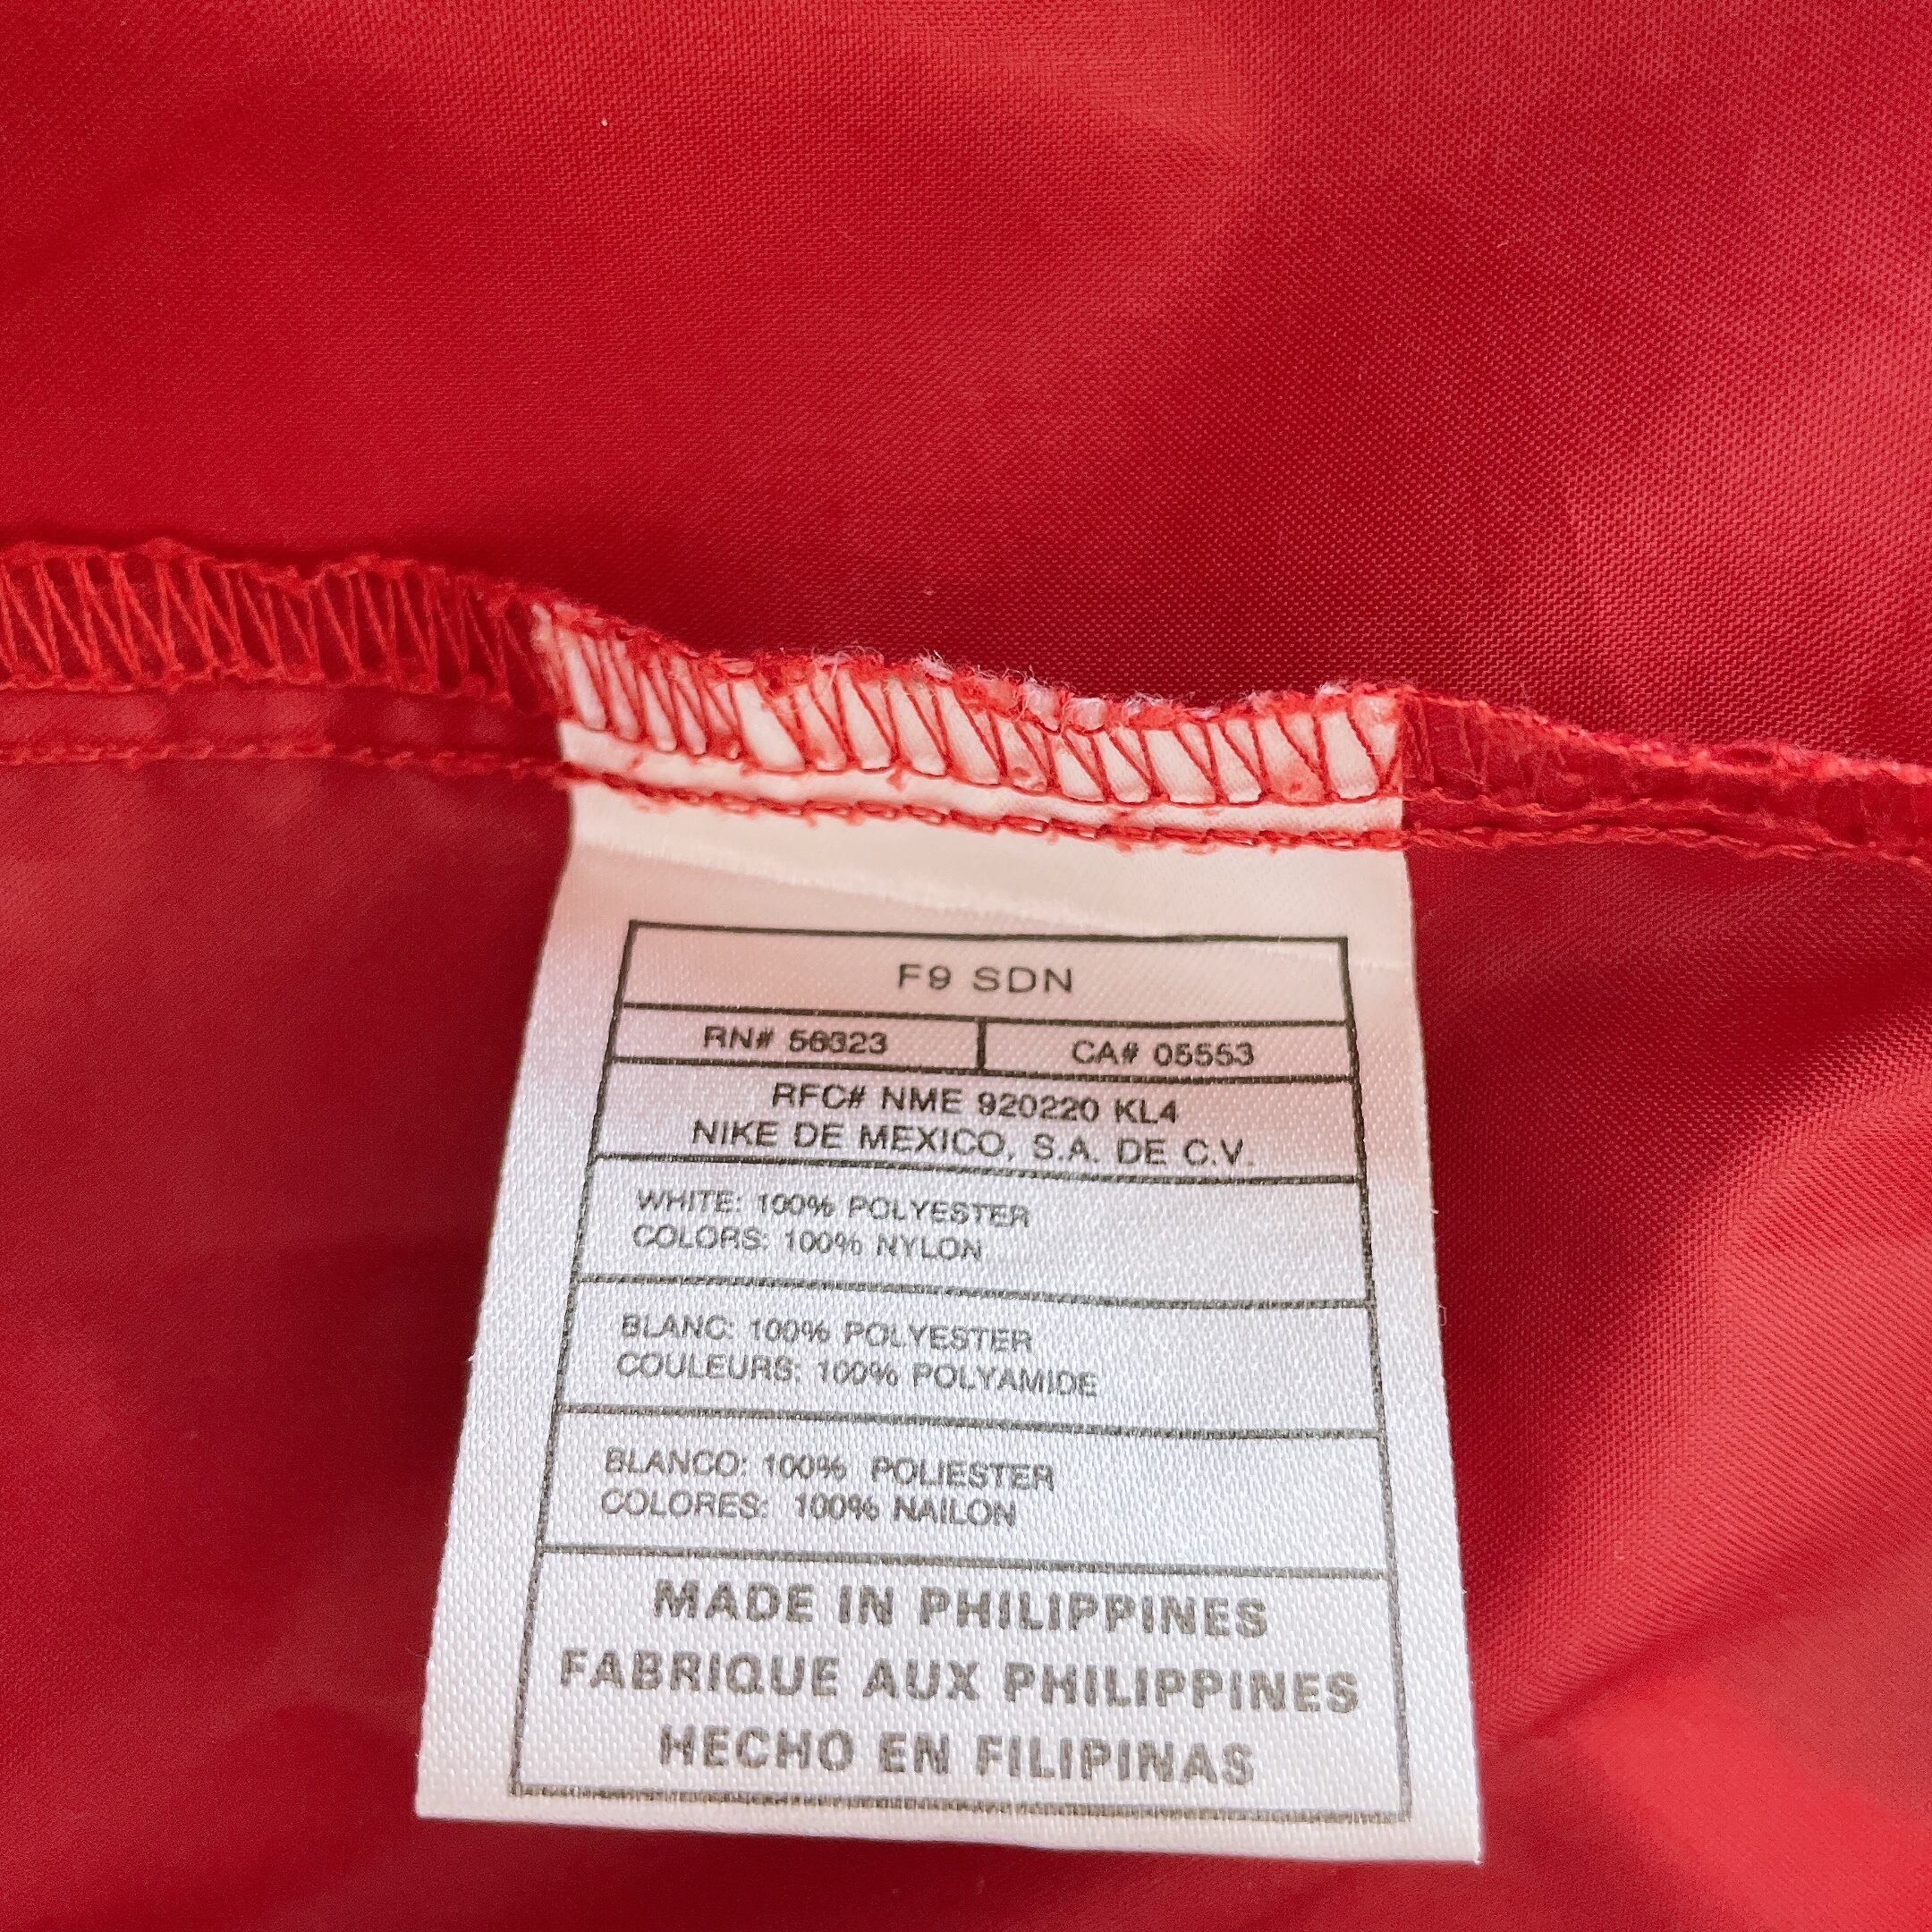 F9 SDN
RN# 56323 CA# 05553
RFC# NME 920220 KL4
NIKE DE MEXICO, S.A. DE C.V.
WHITE: 100% POLYESTER
COLORS: 100% NYLON
BLANC: 100% POLYESTER
COULEURS: 100% POLYAMIDE
BLANCO: 100% POLIESTER
COLORES: 100% NAILON
MADE IN PHILIPPINES
FABRIQUE AUX PHILIPPINES
HECHO EN FILIPINAS